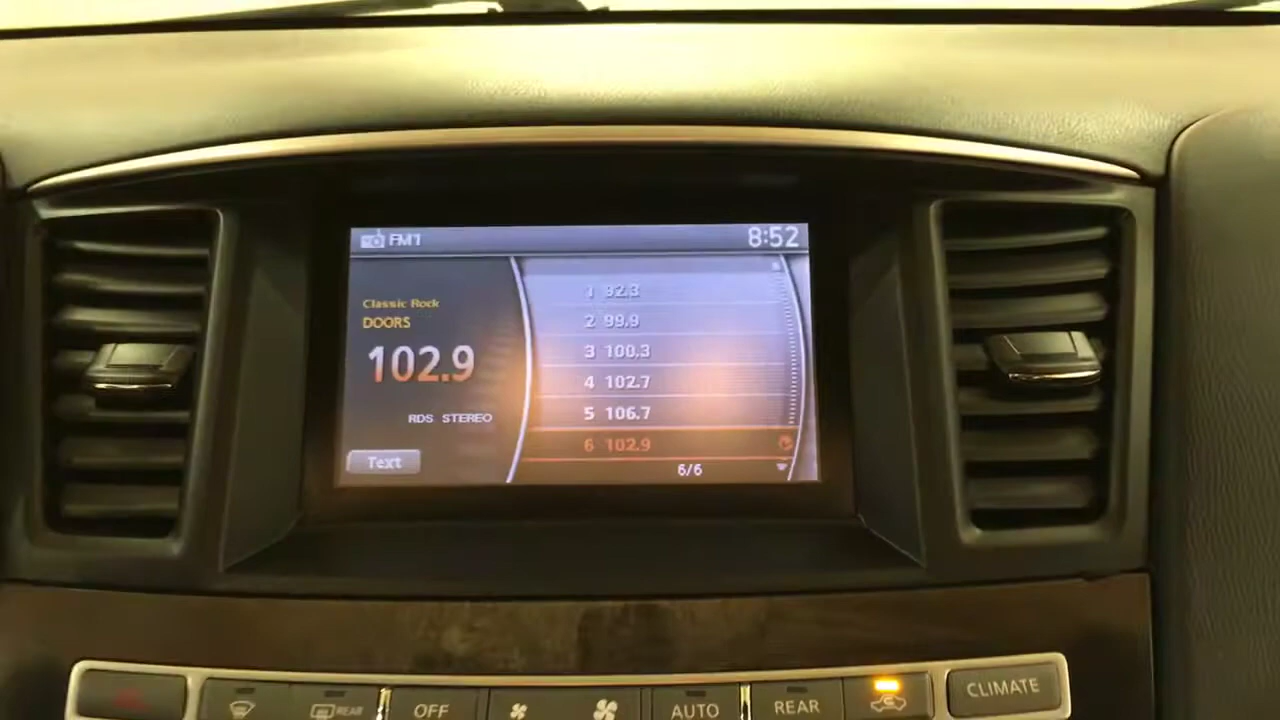 FM1 8:52
Classic Rock
DOORS
102.9
RDS STEREO
Text
1 92.3
2 99.9
3 100.3
4 102.7
5 106.7
6 102.9
6/6
REAR
OFF
AUTO
REAR
CLIMATE